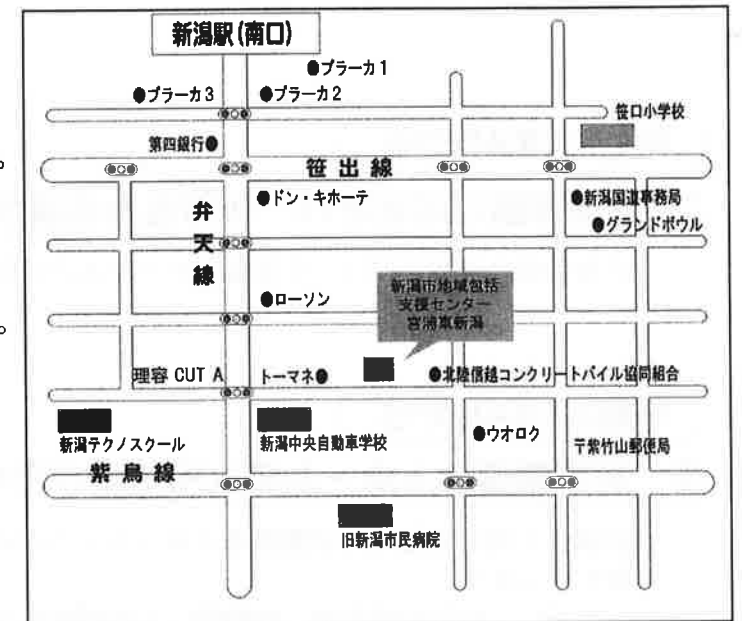 新潟駅(南口)
●プラーカ1
●プラーカ3
●プラーカ2
笹口小学校
第四銀行●
笹出線
●ドン・キホーテ
●新潟国道事務局
●グランドボウル
弁天線
●ローソン
新潟市地域包括
支援センター
宮浦東新潟
理容 CUT A
トーマネ●
●北陸信越コンクリートパイル協同組合
新潟テクノスクール
新潟中央自動車学校
●ウオロク
〒紫竹山郵便局
紫鳥線
旧新潟市民病院